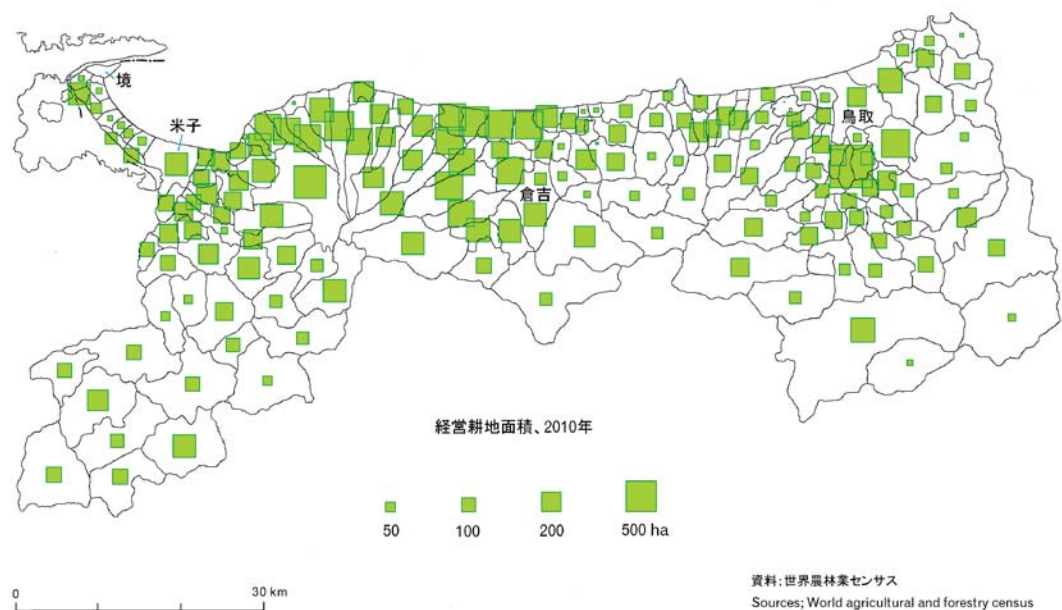 境
米子
鳥取
倉吉
経営耕地面積、2010年
50
100
200
500 ha
0
30 km
資料:世界農林業センサス
Sources; World agricultural and forestry census